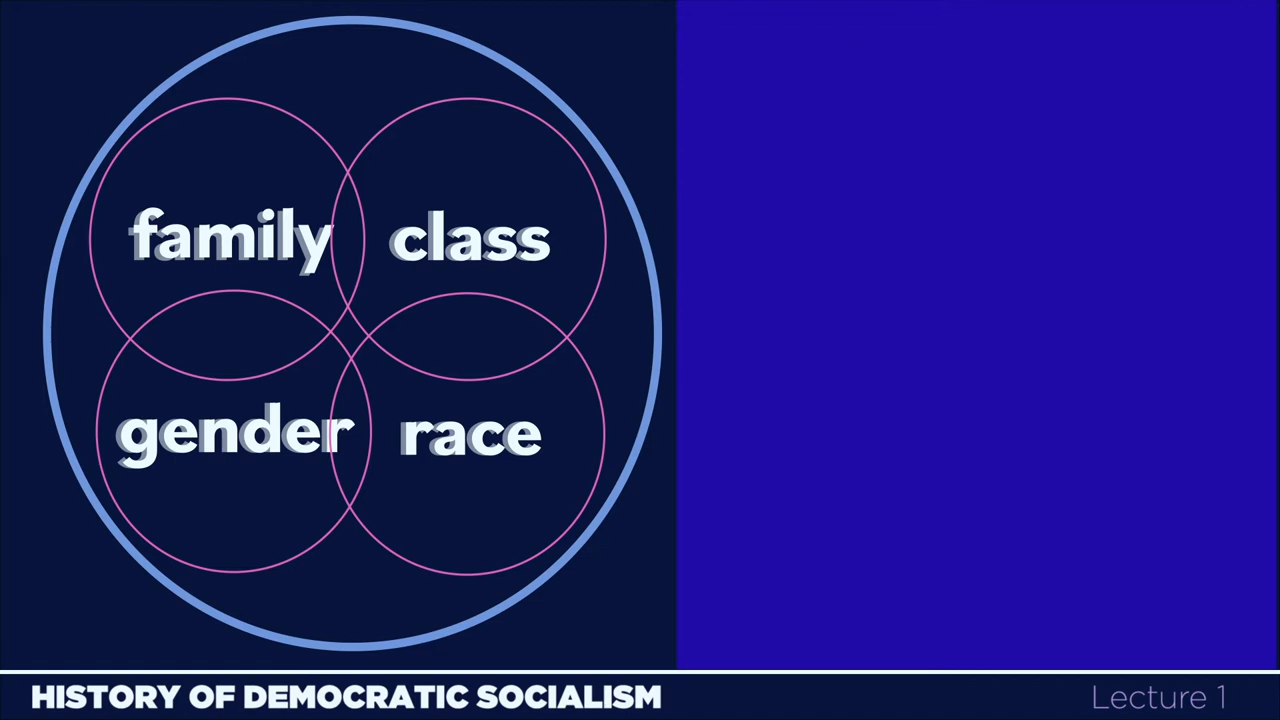 family class
gender race
HISTORY OF DEMOCRATIC SOCIALISM
Lecture 1